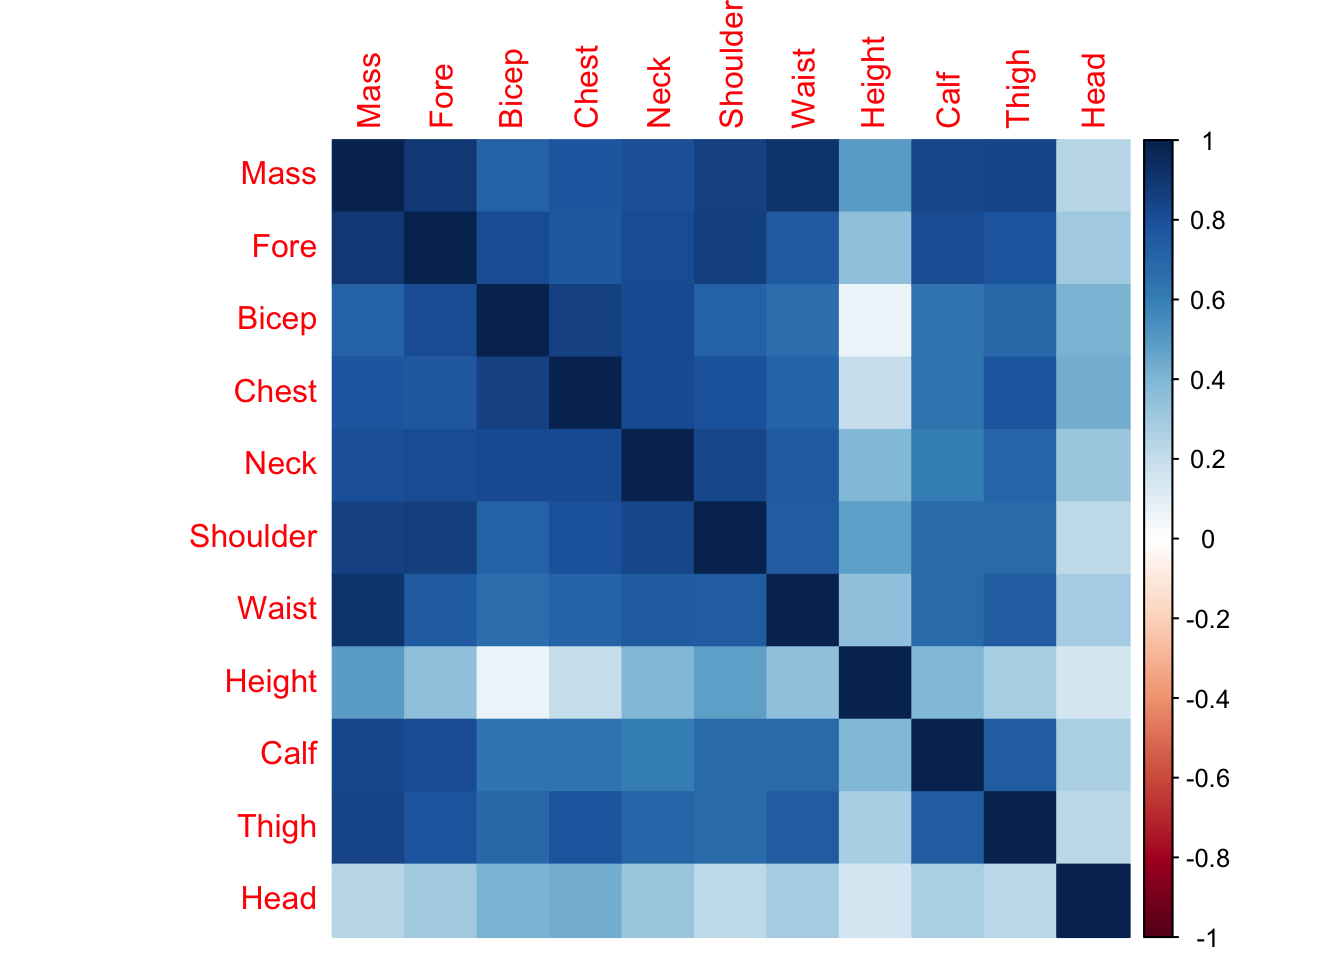 Mass Fore Bicep Chest Neck Shoulder Waist Height Calf Thigh Head
Mass
Fore
Bicep
Chest
Neck
Shoulder
Waist
Height
Calf
Thigh
Head
1
0.8
0.6
0.4
0.2
0
-0.2
-0.4
-0.6
-0.8
-1